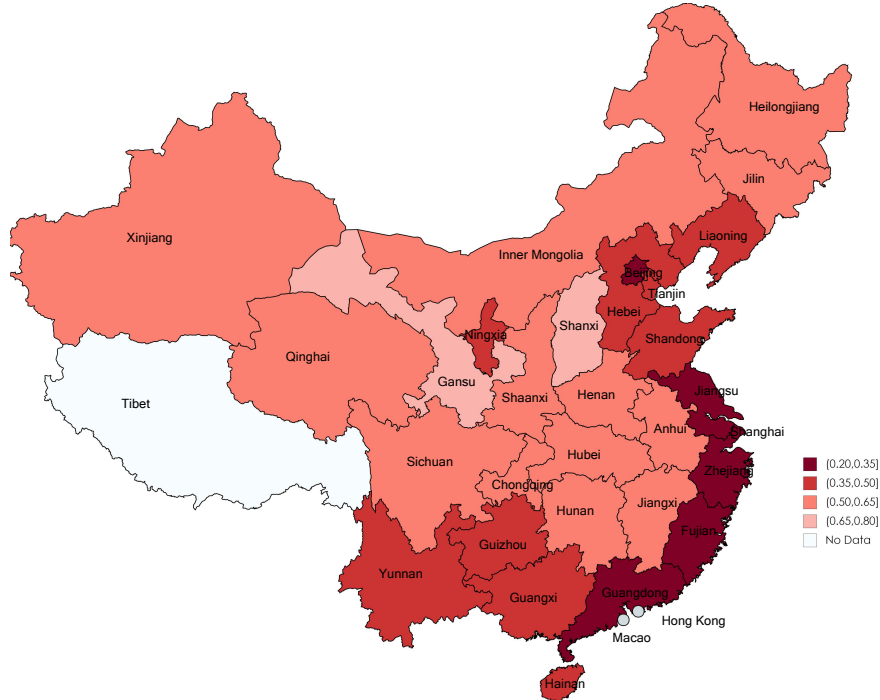 Heilongjiang
Jilin
Xinjiang
Liaoning
Inner Mongolia
Beijing
Tianjin
Hebei
Shanxi
Ningxia
Shandong
Qinghai
Gansu
Shaanxi
Henan
Jiangsu
Tibet
Anhui
Shanghai
Hubei
Sichuan
Zhejiang
Chongqing
Hunan
Jiangxi
Fujian
Guizhou
Yunnan
Guangxi
Guangdong
Hong Kong
Macao
Hainan
(0.20,0.35]
(0.35,0.50]
(0.50,0.65]
(0.65,0.80]
No Data